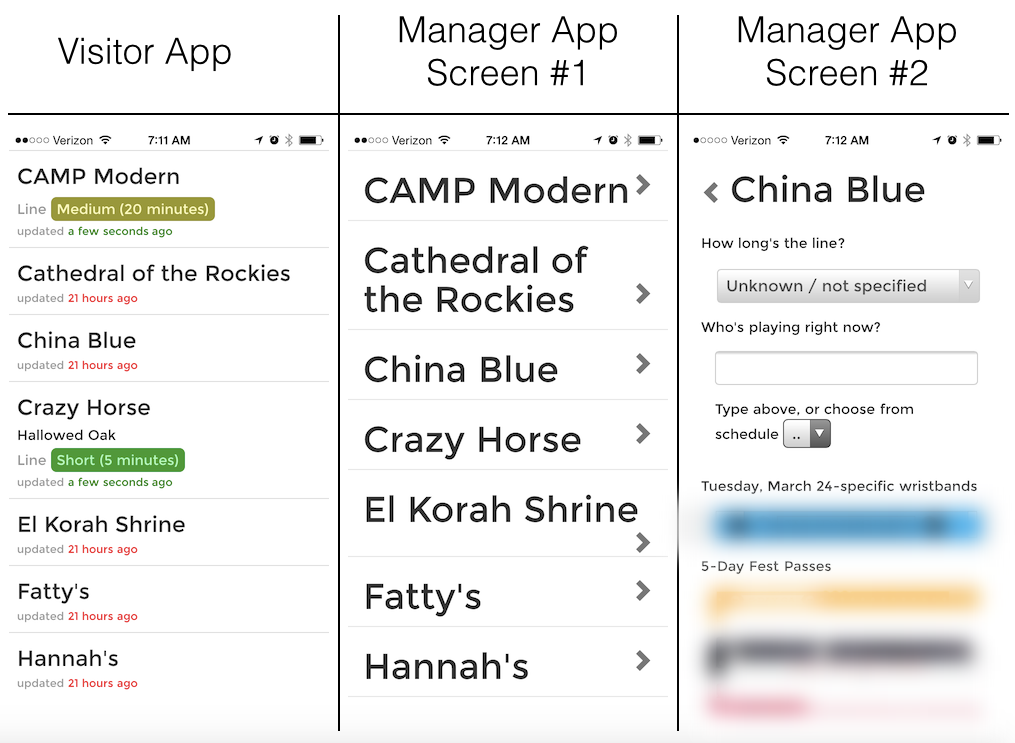 Visitor App
Manager App
Screen #1
Manager App
Screen #2
Verizon 7:11 AM
CAMP Modern
Line Medium (20 minutes)
updated a few seconds ago
Cathedral of the Rockies
updated 21 hours ago
China Blue
updated 21 hours ago
Crazy Horse
Hallowed Oak
Line Short (5 minutes)
updated a few seconds ago
El Korah Shrine
updated 21 hours ago
Fatty's
updated 21 hours ago
Hannah's
updated 21 hours ago
Verizon 7:12 AM
CAMP Modern
Cathedral of
the Rockies
China Blue
Crazy Horse
El Korah Shrine
Fatty's
Hannah's
Verizon 7:12 AM
China Blue
How long's the line?
Unknown / not specified
Who's playing right now?
Type above, or choose from
schedule ..
Tuesday, March 24-specific wristbands
5-Day Fest Passes